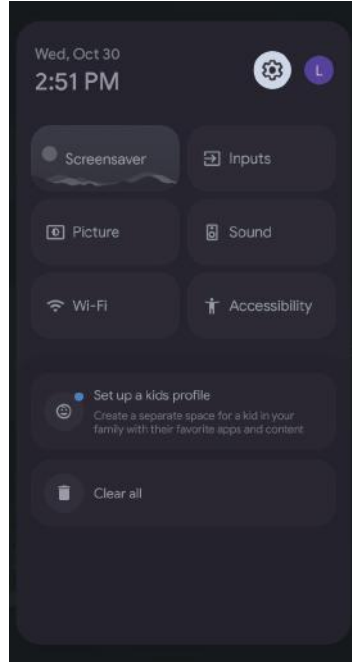 Wed, Oct 30
2:51 PM
L
Screensaver
Inputs
Picture
Sound
Wi-Fi
Accessibility
Set up a kids profile
Create a separate space for a kid in your
family with their favorite apps and content
Clear all